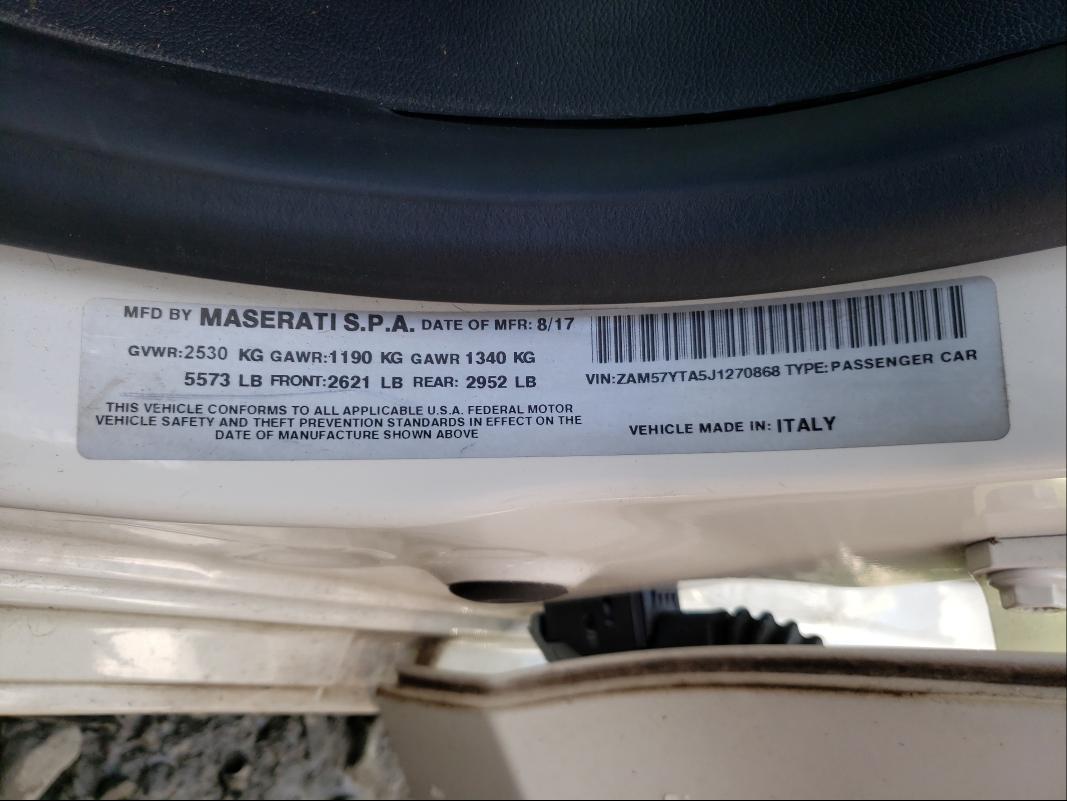 MFD BY MASERATI S.P.A. DATE OF MFR: 8/17
GVWR:2530 KG GAWR:1190 KG GAWR 1340 KG
5573 LB FRONT:2621 LB REAR: 2952 LB
THIS VEHICLE CONFORMS TO ALL APPLICABLE U.S.A. FEDERAL MOTOR
VEHICLE SAFETY AND THEFT PREVENTION STANDARDS IN EFFECT ON THE
DATE OF MANUFACTURE SHOWN ABOVE
VIN:ZAM57YTA5J1270868 TYPE:PASSENGER CAR
VEHICLE MADE IN: ITALY